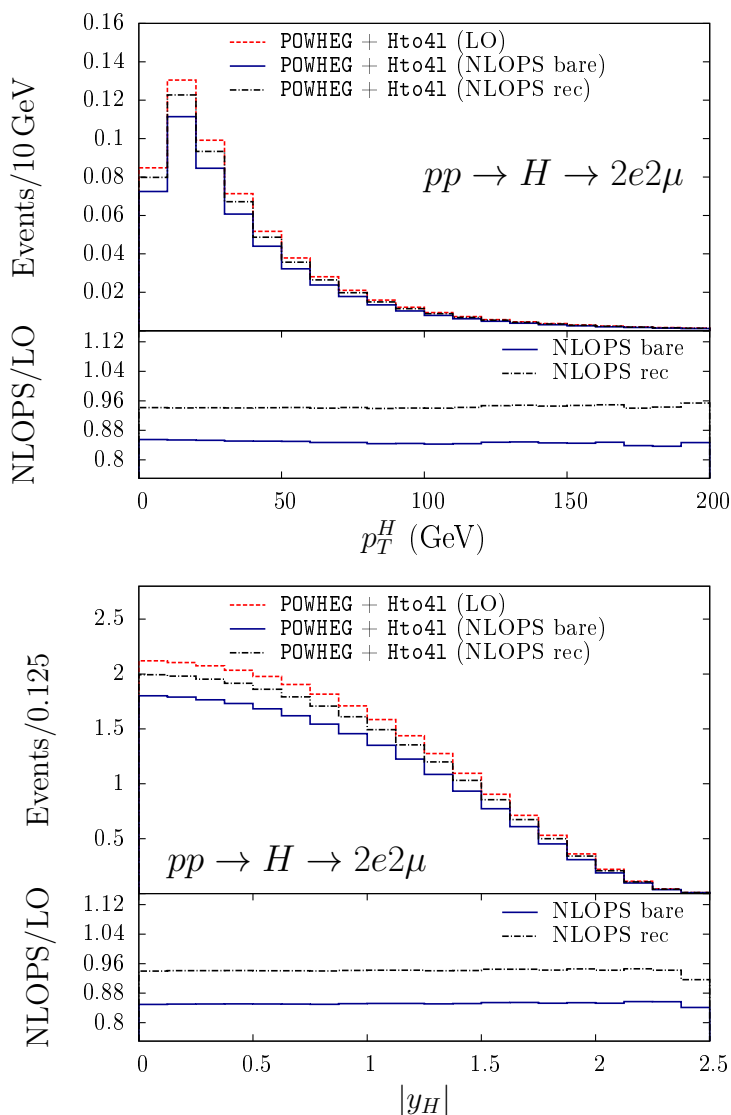 0.16
0.14
0.12
0.1
0.08
0.06
0.04
0.02
Events/10 GeV
POWHEG + Hto4l (LO)
POWHEG + Hto4l (NLOPS bare)
POWHEG + Hto4l (NLOPS rec)
pp → H → 2e2μ
1.12
1.04
0.96
0.88
0.8
NLOPS/LO
NLOPS bare
NLOPS rec
0 50 100 150 200
p_T^H (GeV)
2.5
2
1.5
1
0.5
Events/0.125
POWHEG + Hto4l (LO)
POWHEG + Hto4l (NLOPS bare)
POWHEG + Hto4l (NLOPS rec)
pp → H → 2e2μ
1.12
1.04
0.96
0.88
0.8
NLOPS/LO
NLOPS bare
NLOPS rec
0 0.5 1 1.5 2 2.5
|y_H|